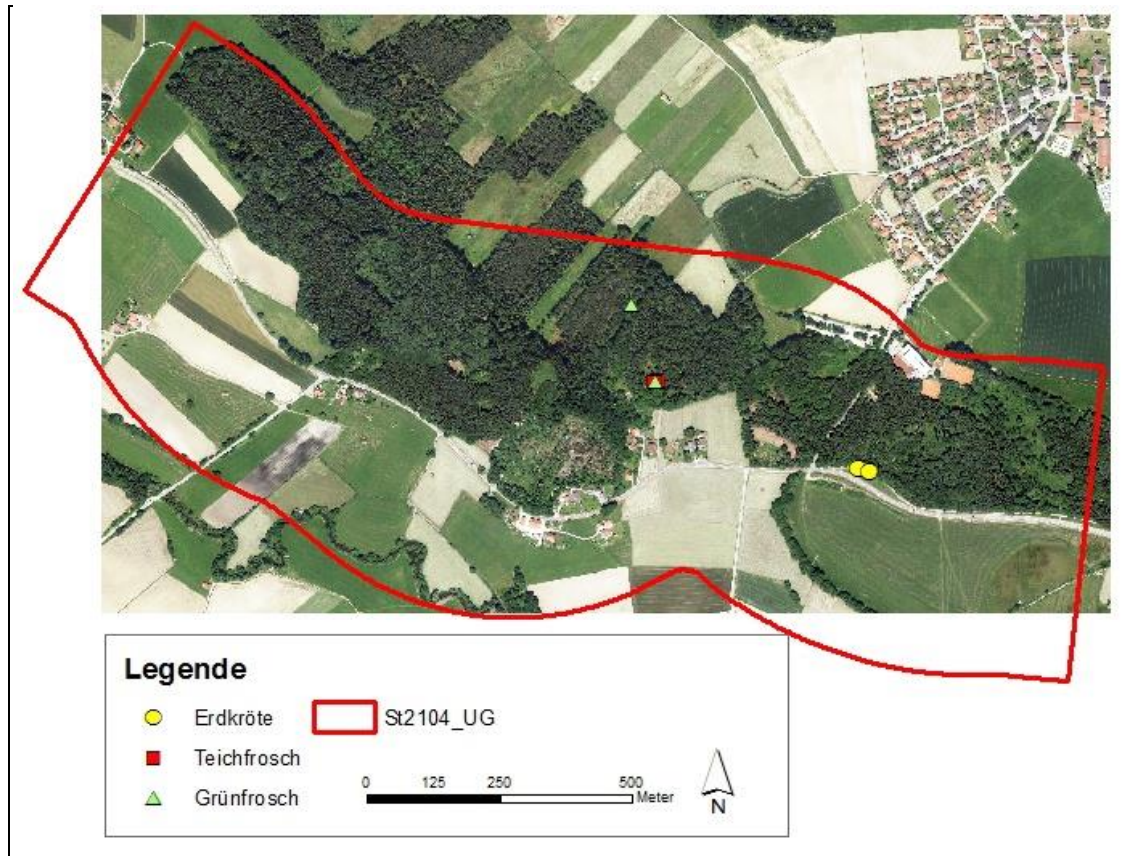 Legende
Erdkröte St2104_UG
Teichfrosch
Grünfrosch
0 125 250 500
Meter
N